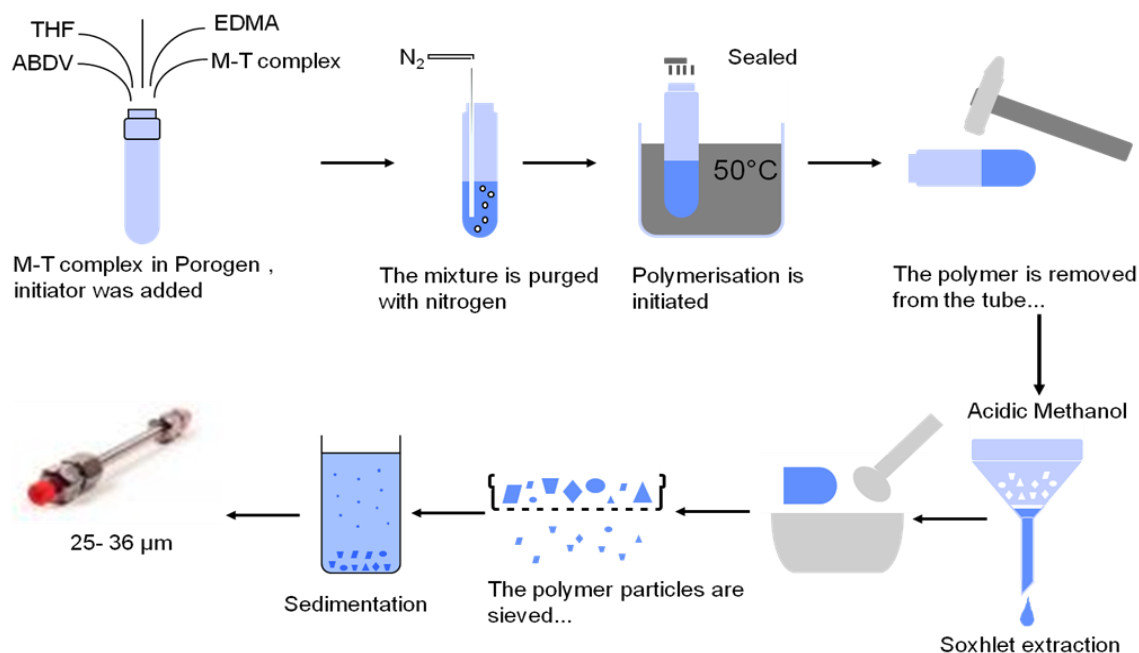 THF
EDMA
ABDV
M-T complex
M-T complex in Porogen ,
initiator was added
N2
The mixture is purged
with nitrogen
Sealed
50°C
Polymerisation is
initiated
The polymer is removed
from the tube...
Acidic Methanol
Soxhlet extraction
The polymer particles are
sieved...
Sedimentation
25- 36 µm